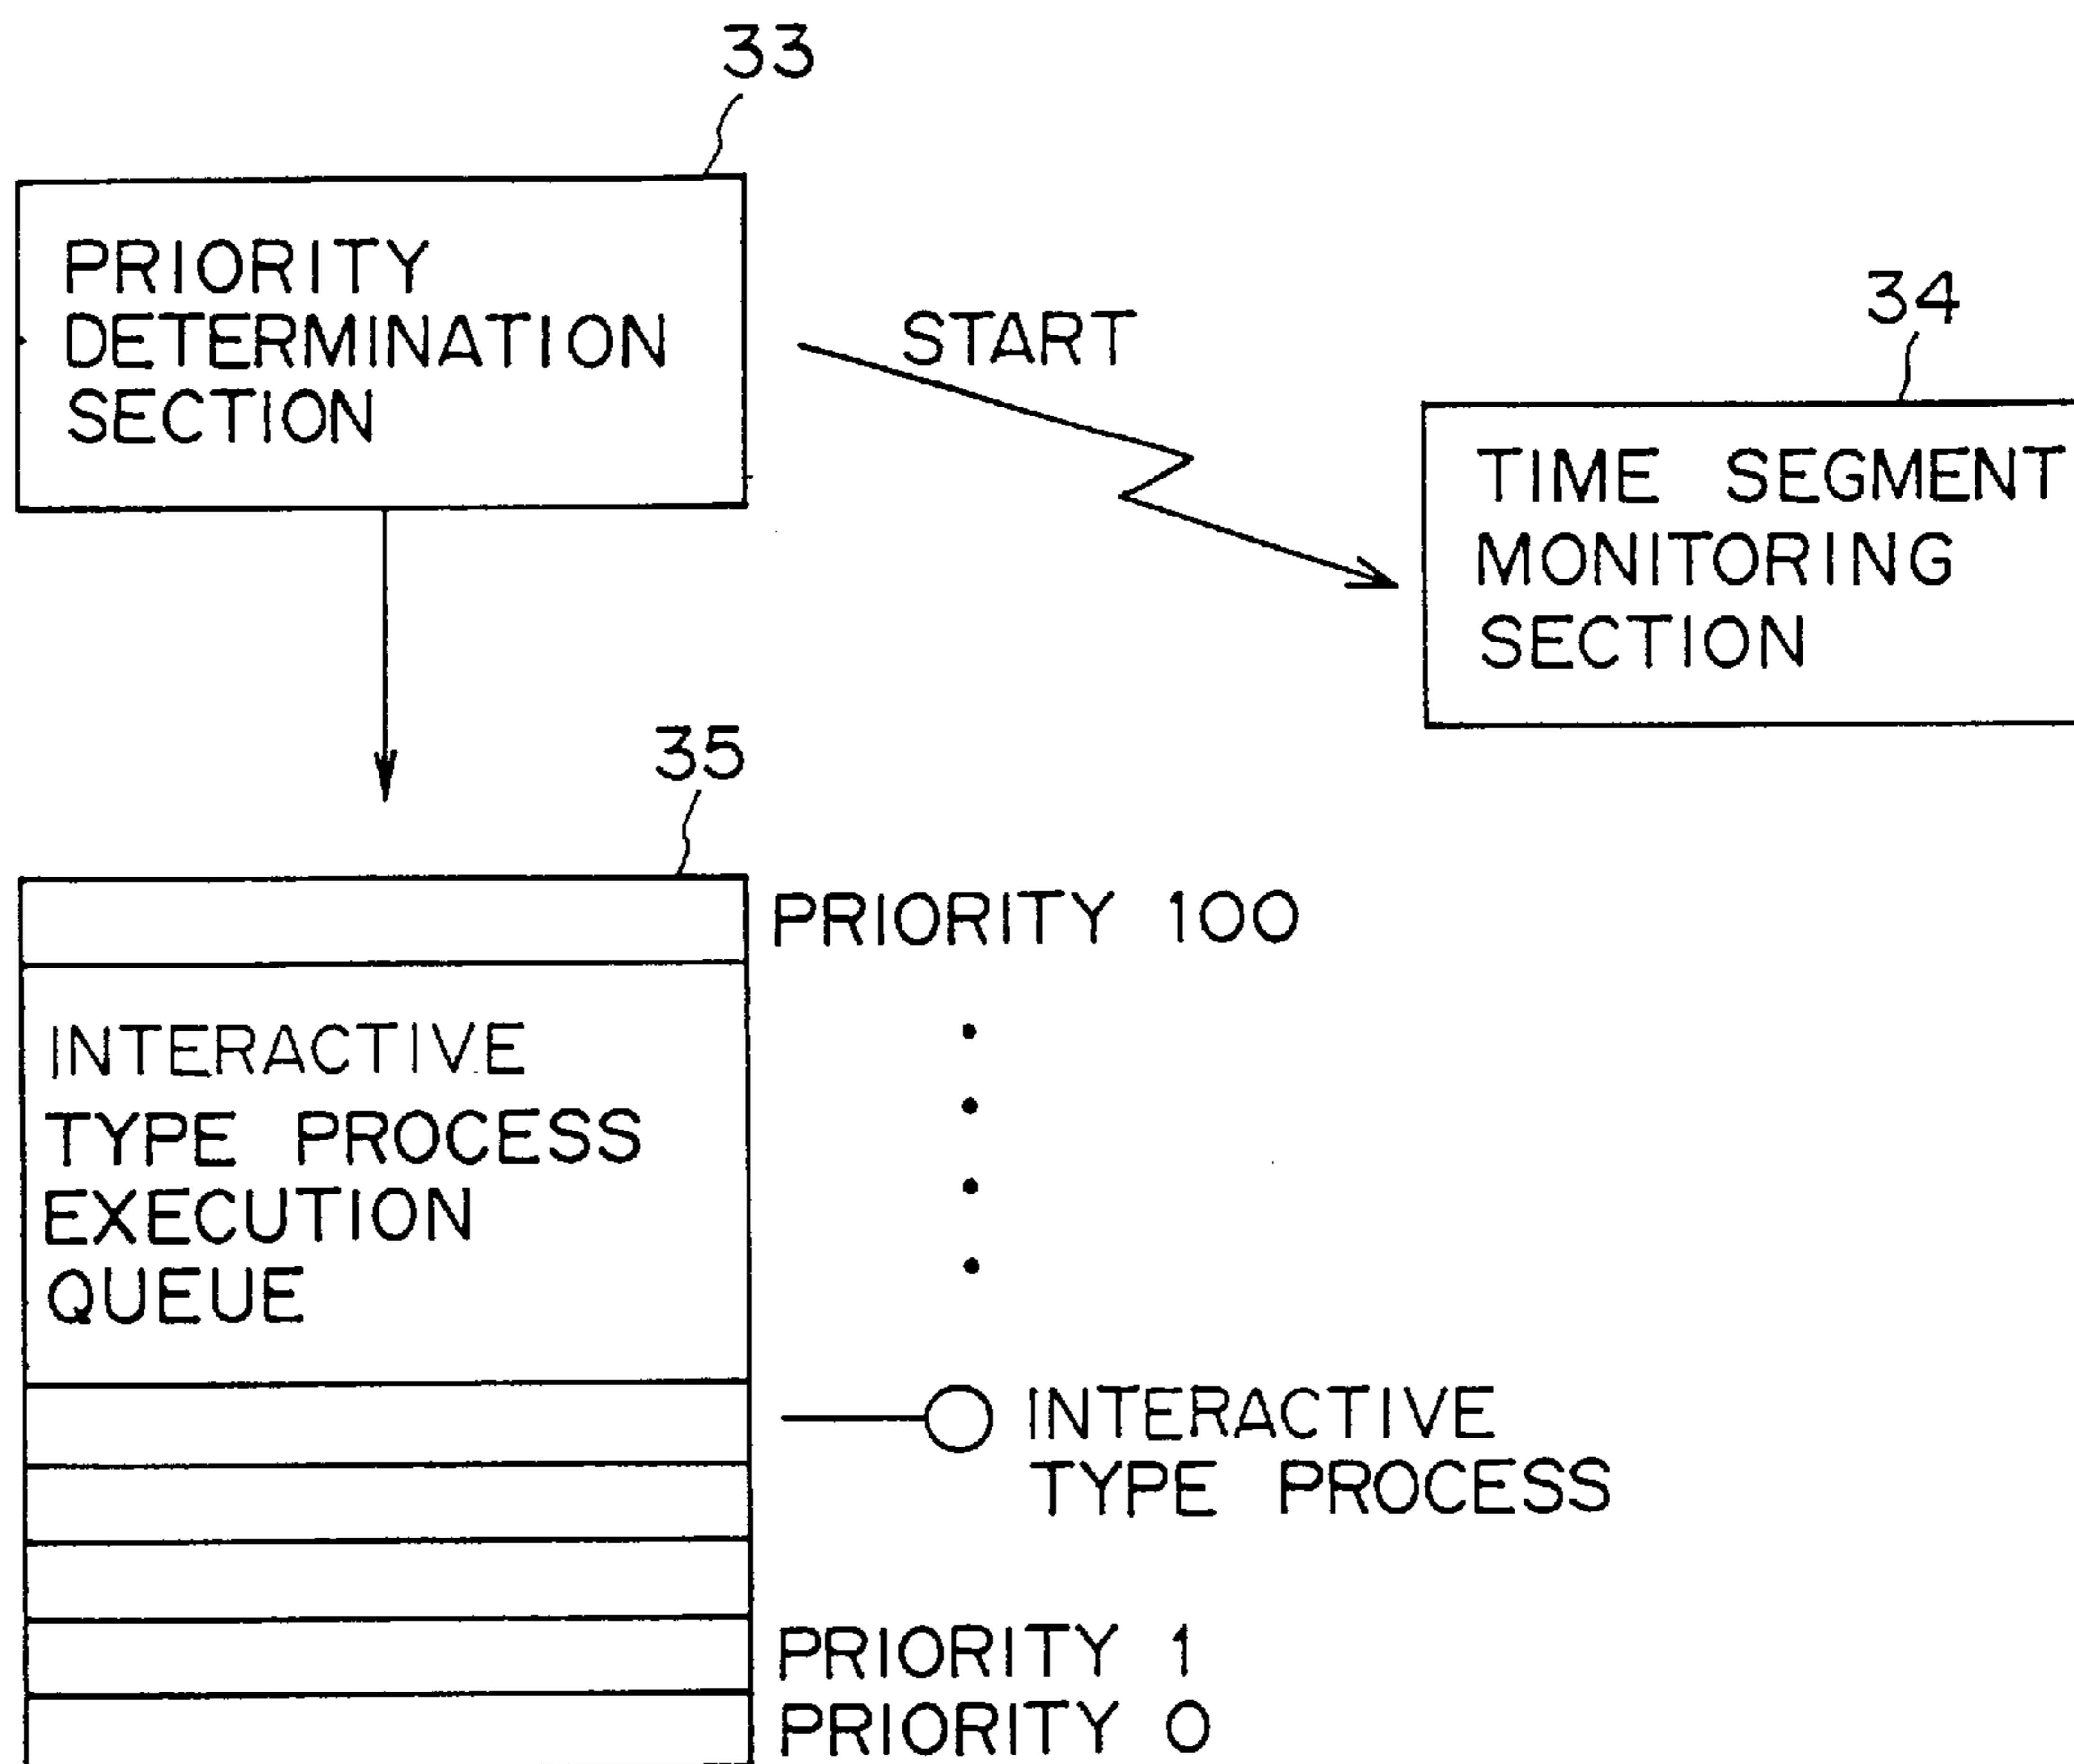 33
PRIORITY
DETERMINATION
SECTION
START
34
TIME SEGMENT
MONITORING
SECTION
35
PRIORITY 100
INTERACTIVE
TYPE PROCESS
EXECUTION
QUEUE
INTERACTIVE
TYPE PROCESS
PRIORITY 1
PRIORITY 0